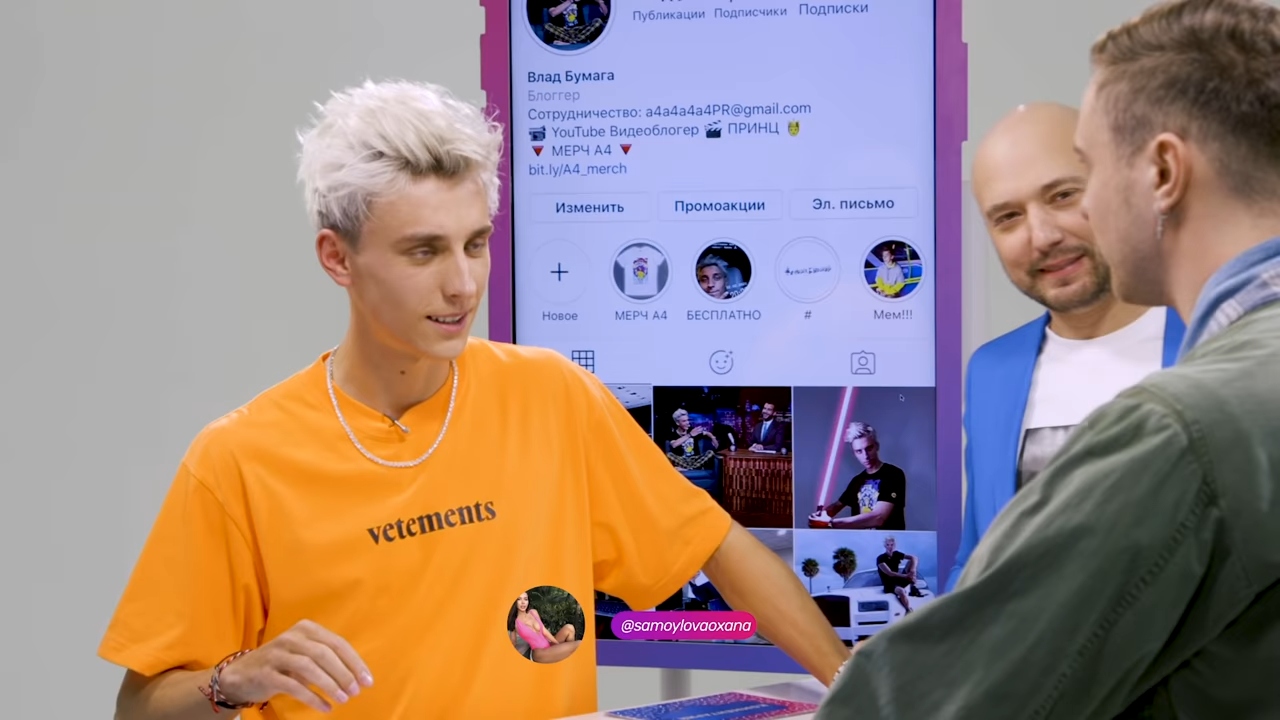 Публикации Подписчики Подписки
Влад Бумага
Блоггер
Сотрудничество: a4a4a4a4PR@gmail.com
YouTube Видеоблогер ПРИНЦ
МЕРЧ А4
bit.ly/A4_merch
Изменить Промоакции Эл. письмо
Новое МЕРЧ А4 БЕСПЛАТНО # Мем!!!
vetements
@samoylovaoxana